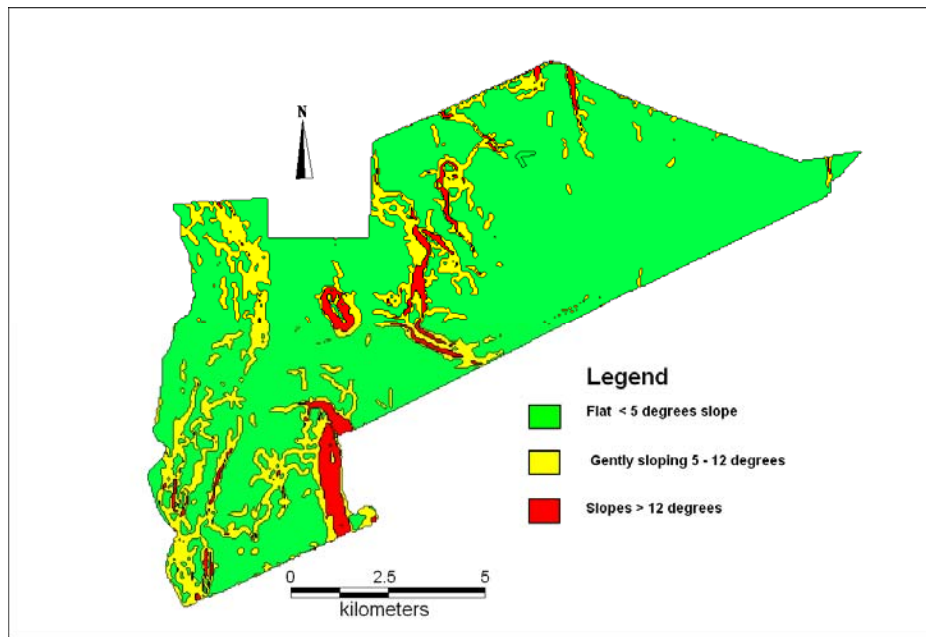 N
Legend
Flat < 5 degrees slope
Gently sloping 5 - 12 degrees
Slopes > 12 degrees
0 2.5 5
kilometers